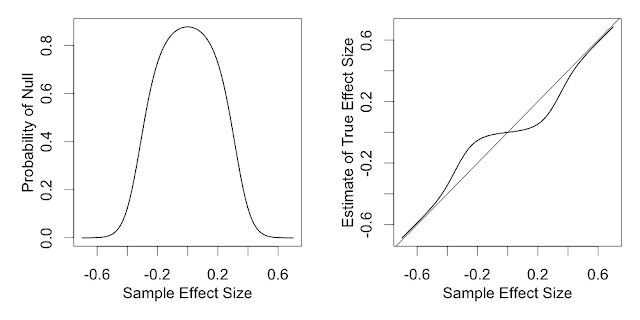 Probability of Null
0.0 0.2 0.4 0.6 0.8
-0.6 -0.2 0.2 0.6
Sample Effect Size
Estimate of True Effect Size
-0.6 -0.2 0.2 0.6
-0.6 -0.2 0.2 0.6
Sample Effect Size